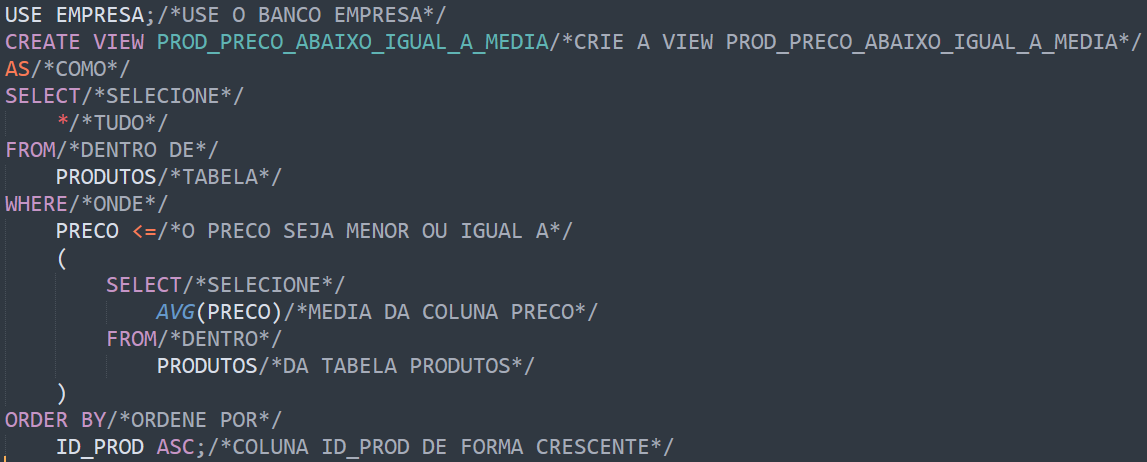 USE EMPRESA;/*USE O BANCO EMPRESA*/
CREATE VIEW PROD_PRECO_ABAIXO_IGUAL_A_MEDIA/*CRIE A VIEW PROD_PRECO_ABAIXO_IGUAL_A_MEDIA*/
AS/*COMO*/
SELECT/*SELECIONE*/
    */*TUDO*/
FROM/*DENTRO DE*/
    PRODUTOS/*TABELA*/
WHERE/*ONDE*/
    PRECO <=/*O PRECO SEJA MENOR OU IGUAL A*/
    (
        SELECT/*SELECIONE*/
            AVG(PRECO)/*MEDIA DA COLUNA PRECO*/
        FROM/*DENTRO*/
            PRODUTOS/*DA TABELA PRODUTOS*/
    )
ORDER BY/*ORDENE POR*/
    ID_PROD ASC;/*COLUNA ID_PROD DE FORMA CRESCENTE*/